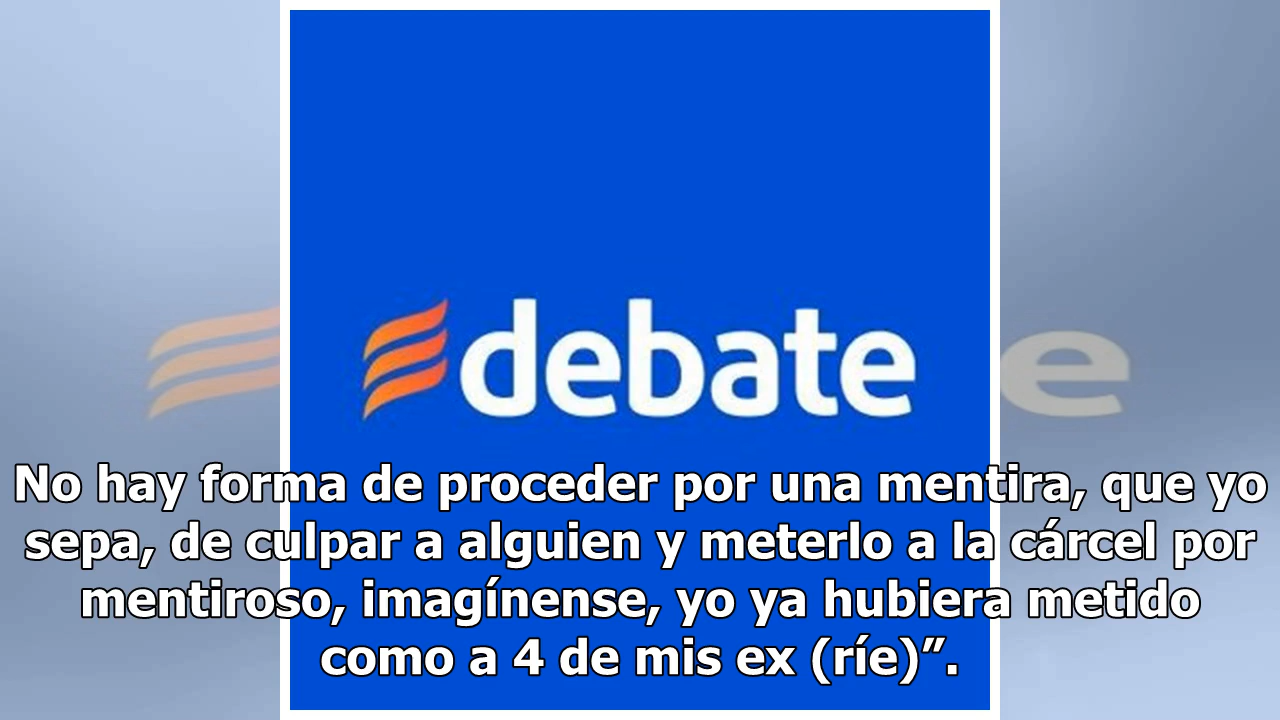 debate
e
No hay forma de proceder por una mentira, que yo
sepa, de culpar a alguien y meterlo a la cárcel por
mentiroso, imagínense, yo ya hubiera metido
como a 4 de mis ex (ríe)”.